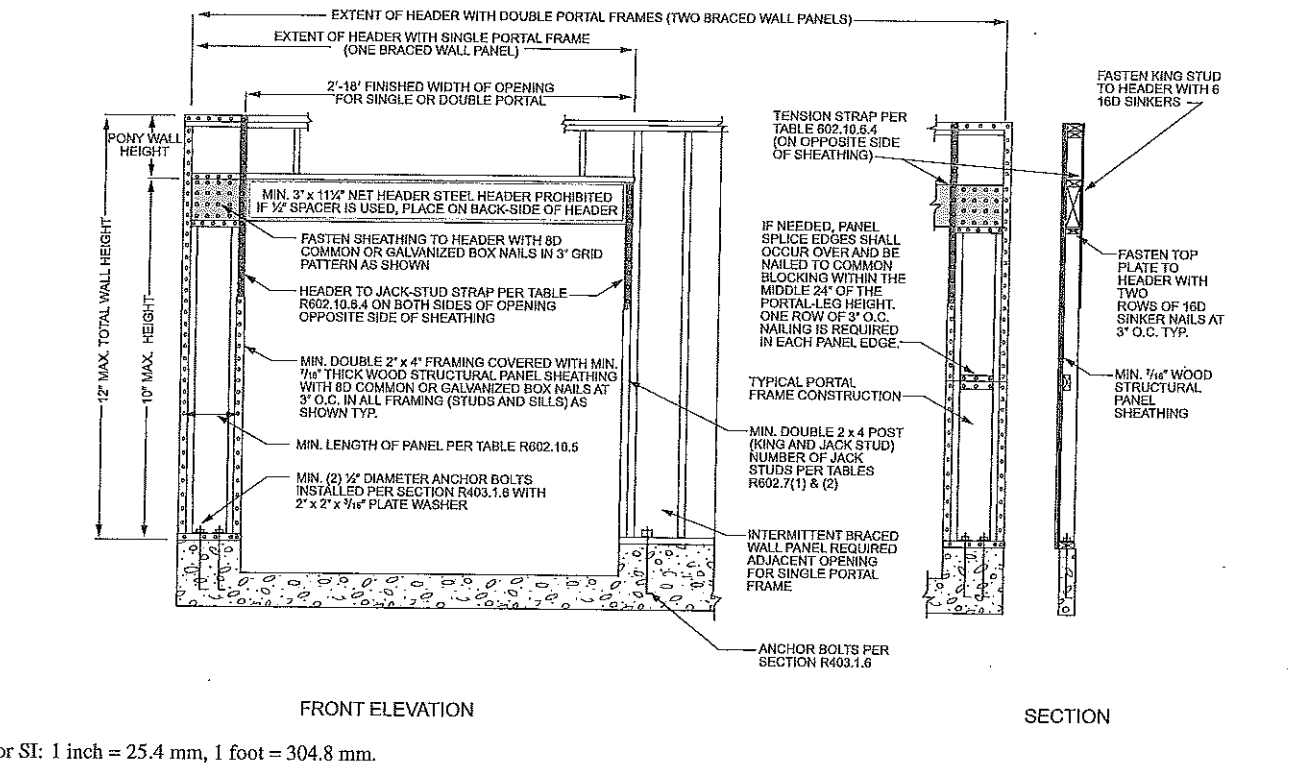 EXTENT OF HEADER WITH DOUBLE PORTAL FRAMES (TWO BRACED WALL PANELS)
EXTENT OF HEADER WITH SINGLE PORTAL FRAME
(ONE BRACED WALL PANEL)
2'-18' FINISHED WIDTH OF OPENING
FOR SINGLE OR DOUBLE PORTAL
PONY WALL
HEIGHT
12" MAX. TOTAL WALL HEIGHT
10" MAX. HEIGHT
MIN. 3" x 11¼" NET HEADER STEEL HEADER PROHIBITED
IF ½" SPACER IS USED, PLACE ON BACK-SIDE OF HEADER
FASTEN SHEATHING TO HEADER WITH 8D
COMMON OR GALVANIZED BOX NAILS IN 3" GRID
PATTERN AS SHOWN
HEADER TO JACK-STUD STRAP PER TABLE
R602.10.6.4 ON BOTH SIDES OF OPENING
OPPOSITE SIDE OF SHEATHING
MIN. DOUBLE 2" x 4" FRAMING COVERED WITH MIN.
7/16" THICK WOOD STRUCTURAL PANEL SHEATHING
WITH 8D COMMON OR GALVANIZED BOX NAILS AT
3" O.C. IN ALL FRAMING (STUDS AND SILLS) AS
SHOWN TYP.
MIN. LENGTH OF PANEL PER TABLE R602.10.5
MIN. (2) ½" DIAMETER ANCHOR BOLTS
INSTALLED PER SECTION R403.1.6 WITH
2" x 2" x 3/16" PLATE WASHER
TENSION STRAP PER
TABLE 602.10.6.4
(ON OPPOSITE SIDE
OF SHEATHING)
IF NEEDED, PANEL
SPLICE EDGES SHALL
OCCUR OVER AND BE
NAILED TO COMMON
BLOCKING WITHIN THE
MIDDLE 24" OF THE
PORTAL-LEG HEIGHT.
ONE ROW OF 3" O.C.
NAILING IS REQUIRED
IN EACH PANEL EDGE.
TYPICAL PORTAL
FRAME CONSTRUCTION
MIN. DOUBLE 2 x 4 POST
(KING AND JACK STUD)
NUMBER OF JACK
STUDS PER TABLES
R602.7(1) & (2)
INTERMITTENT BRACED
WALL PANEL REQUIRED
ADJACENT OPENING
FOR SINGLE PORTAL
FRAME
ANCHOR BOLTS PER
SECTION R403.1.6
FASTEN KING STUD
TO HEADER WITH 6
16D SINKERS
FASTEN TOP
PLATE TO
HEADER WITH
TWO
ROWS OF 16D
SINKER NAILS AT
3" O.C. TYP.
MIN. 7/16" WOOD
STRUCTURAL
PANEL
SHEATHING
FRONT ELEVATION
SECTION
or SI: 1 inch = 25.4 mm, 1 foot = 304.8 mm.